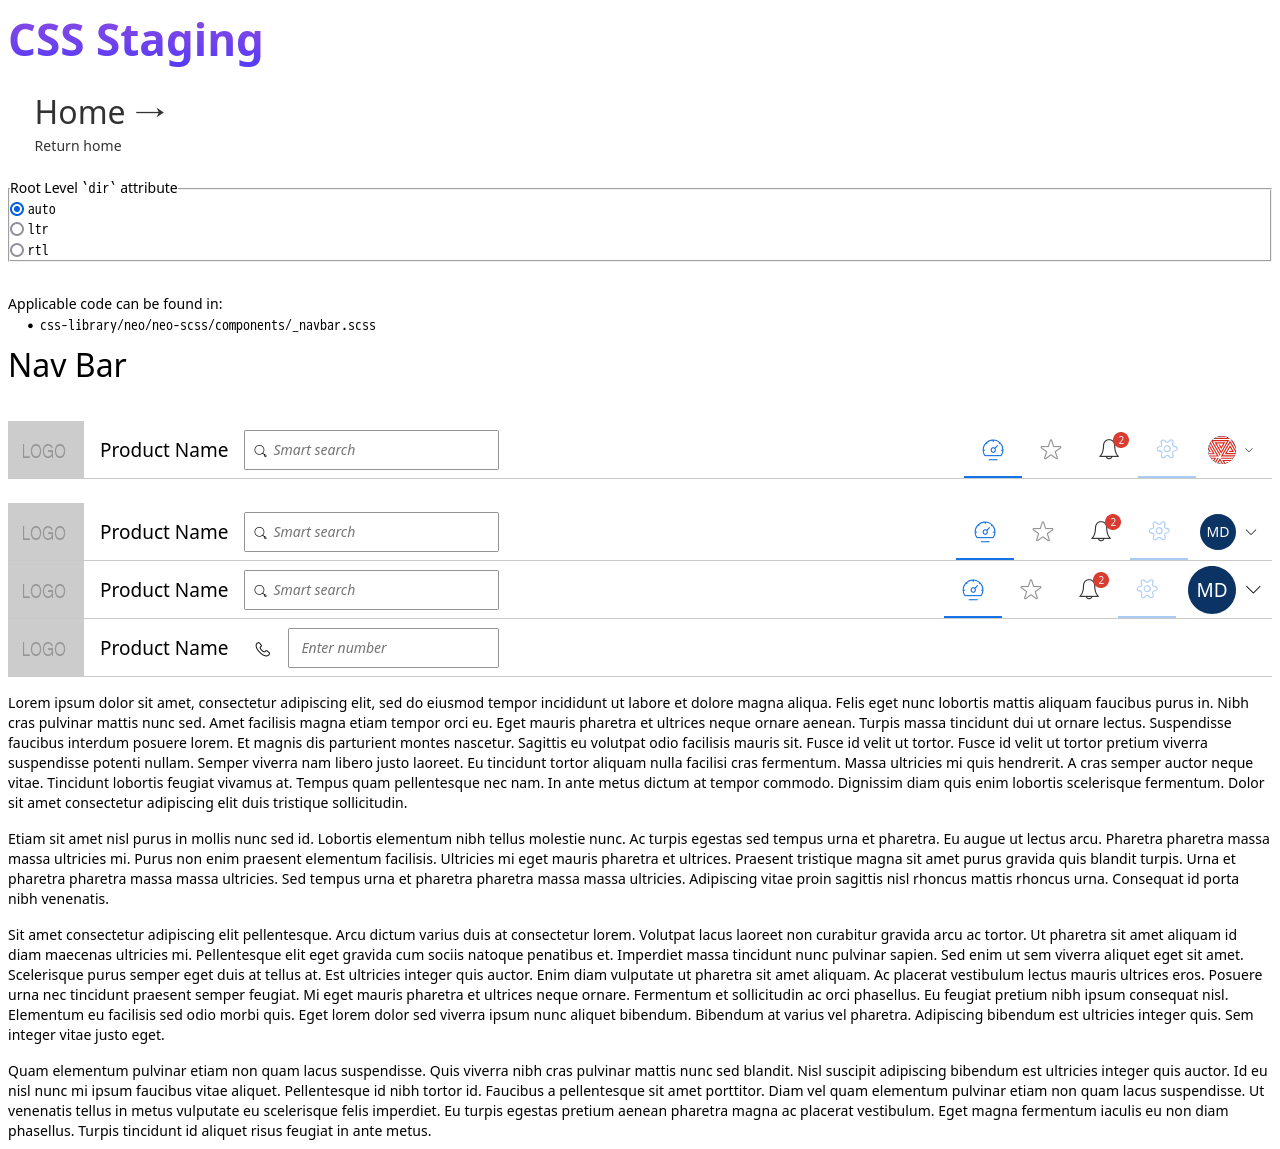 CSS Staging
Home →
Return home
Root Level `dir` attribute
auto
ltr
rtl
Applicable code can be found in:
• css-library/neo/neo-scss/components/_navbar.scss
Nav Bar
LOGO Product Name Smart search 2
LOGO Product Name Smart search 2 MD
LOGO Product Name Smart search 2 MD
LOGO Product Name Enter number
Lorem ipsum dolor sit amet, consectetur adipiscing elit, sed do eiusmod tempor incididunt ut labore et dolore magna aliqua. Felis eget nunc lobortis mattis aliquam faucibus purus in. Nibh
cras pulvinar mattis nunc sed. Amet facilisis magna etiam tempor orci eu. Eget mauris pharetra et ultrices neque ornare aenean. Turpis massa tincidunt dui ut ornare lectus. Suspendisse
faucibus interdum posuere lorem. Et magnis dis parturient montes nascetur. Sagittis eu volutpat odio facilisis mauris sit. Fusce id velit ut tortor. Fusce id velit ut tortor pretium viverra
suspendisse potenti nullam. Semper viverra nam libero justo laoreet. Eu tincidunt tortor aliquam nulla facilisi cras fermentum. Massa ultricies mi quis hendrerit. A cras semper auctor neque
vitae. Tincidunt lobortis feugiat vivamus at. Tempus quam pellentesque nec nam. In ante metus dictum at tempor commodo. Dignissim diam quis enim lobortis scelerisque fermentum. Dolor
sit amet consectetur adipiscing elit duis tristique sollicitudin.
Etiam sit amet nisl purus in mollis nunc sed id. Lobortis elementum nibh tellus molestie nunc. Ac turpis egestas sed tempus urna et pharetra. Eu augue ut lectus arcu. Pharetra pharetra massa
massa ultricies mi. Purus non enim praesent elementum facilisis. Ultricies mi eget mauris pharetra et ultrices. Praesent tristique magna sit amet purus gravida quis blandit turpis. Urna et
pharetra pharetra massa massa ultricies. Sed tempus urna et pharetra pharetra massa massa ultricies. Adipiscing vitae proin sagittis nisl rhoncus mattis rhoncus urna. Consequat id porta
nibh venenatis.
Sit amet consectetur adipiscing elit pellentesque. Arcu dictum varius duis at consectetur lorem. Volutpat lacus laoreet non curabitur gravida arcu ac tortor. Ut pharetra sit amet aliquam id
diam maecenas ultricies mi. Pellentesque elit eget gravida cum sociis natoque penatibus et. Imperdiet massa tincidunt nunc pulvinar sapien. Sed enim ut sem viverra aliquet eget sit amet.
Scelerisque purus semper eget duis at tellus at. Est ultricies integer quis auctor. Enim diam vulputate ut pharetra sit amet aliquam. Ac placerat vestibulum lectus mauris ultrices eros. Posuere
urna nec tincidunt praesent semper feugiat. Mi eget mauris pharetra et ultrices neque ornare. Fermentum et sollicitudin ac orci phasellus. Eu feugiat pretium nibh ipsum consequat nisl.
Elementum eu facilisis sed odio morbi quis. Eget lorem dolor sed viverra ipsum nunc aliquet bibendum. Bibendum at varius vel pharetra. Adipiscing bibendum est ultricies integer quis. Sem
integer vitae justo eget.
Quam elementum pulvinar etiam non quam lacus suspendisse. Quis viverra nibh cras pulvinar mattis nunc sed blandit. Nisl suscipit adipiscing bibendum est ultricies integer quis auctor. Id eu
nisl nunc mi ipsum faucibus vitae aliquet. Pellentesque id nibh tortor id. Faucibus a pellentesque sit amet porttitor. Diam vel quam elementum pulvinar etiam non quam lacus suspendisse. Ut
venenatis tellus in metus vulputate eu scelerisque felis imperdiet. Eu turpis egestas pretium aenean pharetra magna ac placerat vestibulum. Eget magna fermentum iaculis eu non diam
phasellus. Turpis tincidunt id aliquet risus feugiat in ante metus.